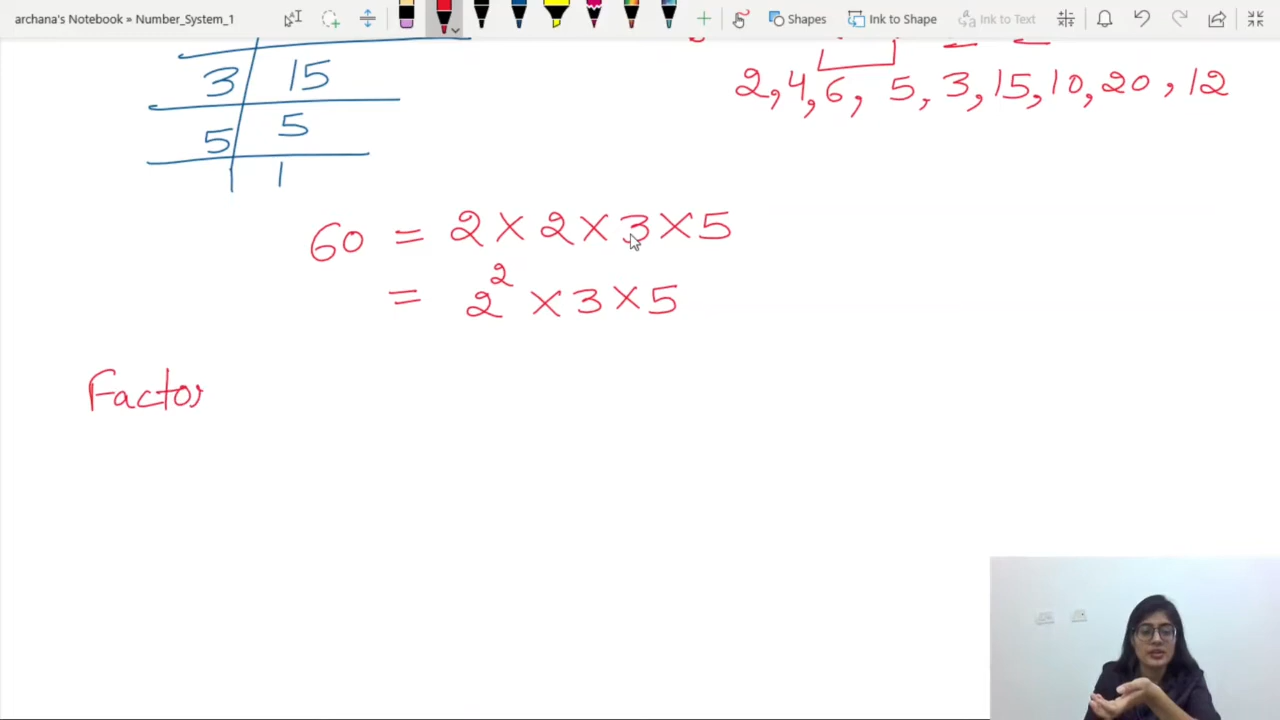 archana's Notebook » Number_System_1
Shapes
Ink to Shape
Ink to Text
3 15
5 5
1
2, 4, 6, 5, 3, 15, 10, 20, 12
60 = 2 × 2 × 3 × 5
= 2² × 3 × 5
Factor